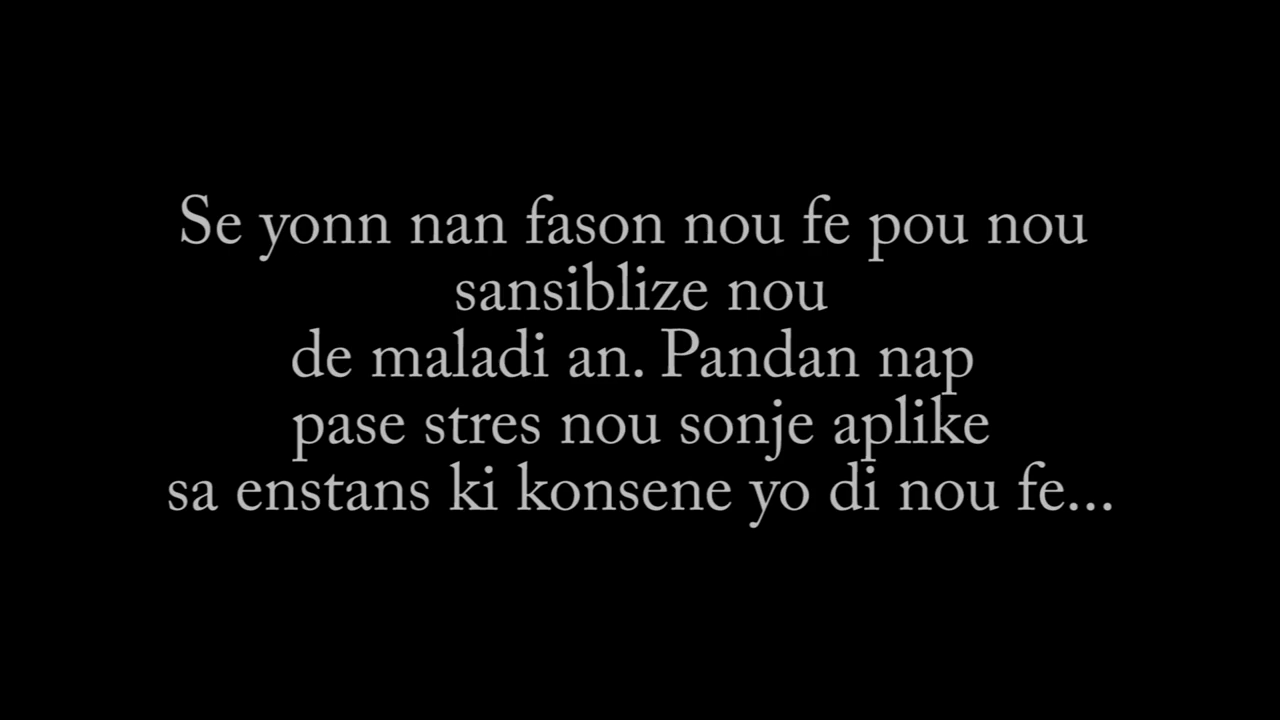 Se yonn nan fason nou fe pou nou
sansiblize nou
de maladi an. Pandan nap
pase stres nou sonje aplike
sa enstans ki konsene yo di nou fe...